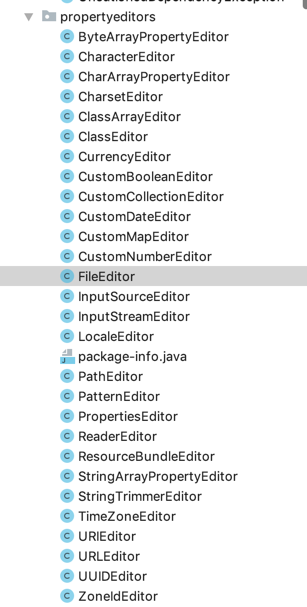 propertyeditors
ByteArrayPropertyEditor
CharacterEditor
CharArrayPropertyEditor
CharsetEditor
ClassArrayEditor
ClassEditor
CurrencyEditor
CustomBooleanEditor
CustomCollectionEditor
CustomDateEditor
CustomMapEditor
CustomNumberEditor
FileEditor
InputSourceEditor
InputStreamEditor
LocaleEditor
package-info.java
PathEditor
PatternEditor
PropertiesEditor
ReaderEditor
ResourceBundleEditor
StringArrayPropertyEditor
StringTrimmerEditor
TimeZoneEditor
URIEditor
URLEditor
UUIDEditor
ZoneIdEditor